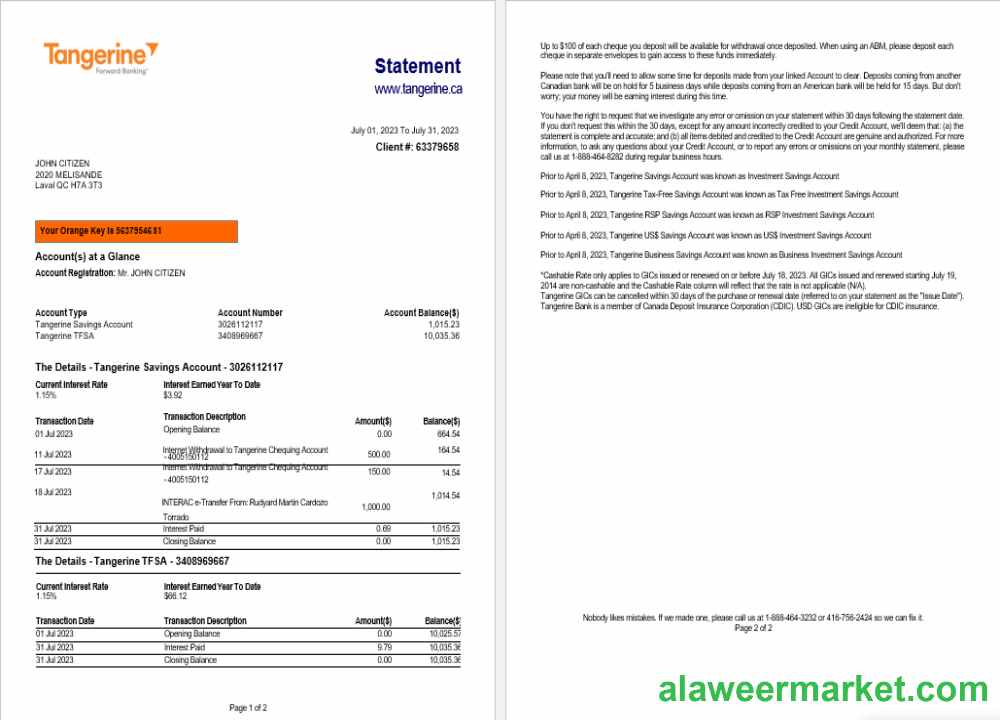 Tangerine
Forward Banking
Statement
www.tangerine.ca
July 01, 2023 To July 31, 2023
Client #: 63379658
JOHN CITIZEN
2020 MELISANDE
Laval QC H7A 3T3
Your Orange Key Is 5637954681
Account(s) at a Glance
Account Registration: Mr. JOHN CITIZEN
Account Type Account Number Account Balance($)
Tangerine Savings Account 3026112117 1,015.23
Tangerine TFSA 3408969667 10,035.36
The Details - Tangerine Savings Account - 3026112117
Current Interest Rate Interest Earned Year To Date
1.15% $3.92
Transaction Date Transaction Description Amount($) Balance($)
01 Jul 2023 Opening Balance 0.00 664.54
11 Jul 2023 Internet Withdrawal to Tangerine Chequing Account 500.00 164.54
- 4005150112
17 Jul 2023 Internet Withdrawal to Tangerine Chequing Account 150.00 14.54
- 4005150112
18 Jul 2023 1,014.54
INTERAC e-Transfer From: Rudyard Martin Cardozo 1,000.00
Torrado
31 Jul 2023 Interest Paid 0.69 1,015.23
31 Jul 2023 Closing Balance 0.00 1,015.23
The Details - Tangerine TFSA - 3408969667
Current Interest Rate Interest Earned Year To Date
1.15% $66.12
Transaction Date Transaction Description Amount($) Balance($)
01 Jul 2023 Opening Balance 0.00 10,025.57
31 Jul 2023 Interest Paid 9.79 10,035.36
31 Jul 2023 Closing Balance 0.00 10,035.36
Page 1 of 2
Up to $100 of each cheque you deposit will be available for withdrawal once deposited. When using an ABM, please deposit each
cheque in separate envelopes to gain access to these funds immediately.
Please note that you'll need to allow some time for deposits made from your linked Account to clear. Deposits coming from another
Canadian bank will be on hold for 5 business days while deposits coming from an American bank will be held for 15 days. But don't
worry; your money will be earning interest during this time.
You have the right to request that we investigate any error or omission on your statement within 30 days following the statement date.
If you don't request this within the 30 days, except for any amount incorrectly credited to your Credit Account, we'll deem that: (a) the
statement is complete and accurate; and (b) all items debited and credited to the Credit Account are genuine and authorized. For more
information, to ask questions about your Credit Account, or to report any errors or omissions on your monthly statement, please
call us at 1-888-464-8282 during regular business hours.
Prior to April 8, 2023, Tangerine Savings Account was known as Investment Savings Account
Prior to April 8, 2023, Tangerine Tax-Free Savings Account was known as Tax Free Investment Savings Account
Prior to April 8, 2023, Tangerine RSP Savings Account was known as RSP Investment Savings Account
Prior to April 8, 2023, Tangerine US$ Savings Account was known as US$ Investment Savings Account
Prior to April 8, 2023, Tangerine Business Savings Account was known as Business Investment Savings Account
*Cashable Rate only applies to GICs issued or renewed on or before July 18, 2023. All GICs issued and renewed starting July 19,
2014 are non-cashable and the Cashable Rate column will reflect that the rate is not applicable (N/A).
Tangerine GICs can be cancelled within 30 days of the purchase or renewal date (referred to on your statement as the "Issue Date").
Tangerine Bank is a member of Canada Deposit Insurance Corporation (CDIC). USD GICs are ineligible for CDIC insurance.
Nobody likes mistakes. If we made one, please call us at 1-888-464-3232 or 416-756-2424 so we can fix it.
Page 2 of 2
alaweermarket.com